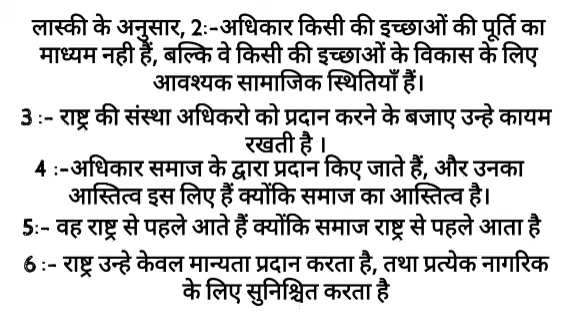 लास्की के अनुसार, 2:-अधिकार किसी की इच्छाओं की पूर्ति का
माध्यम नही हैं, बल्कि वे किसी की इच्छाओं के विकास के लिए
आवश्यक सामाजिक स्थितियाँ हैं।
3 :- राष्ट्र की संस्था अधिकरो को प्रदान करने के बजाए उन्हे कायम
रखती है ।
4 :-अधिकार समाज के द्वारा प्रदान किए जाते हैं, और उनका
आस्तित्व इस लिए हैं क्योंकि समाज का आस्तित्व है।
5:- वह राष्ट्र से पहले आते हैं क्योंकि समाज राष्ट्र से पहले आता है
6 :- राष्ट्र उन्हे केवल मान्यता प्रदान करता है, तथा प्रत्येक नागरिक
के लिए सुनिश्चित करता है